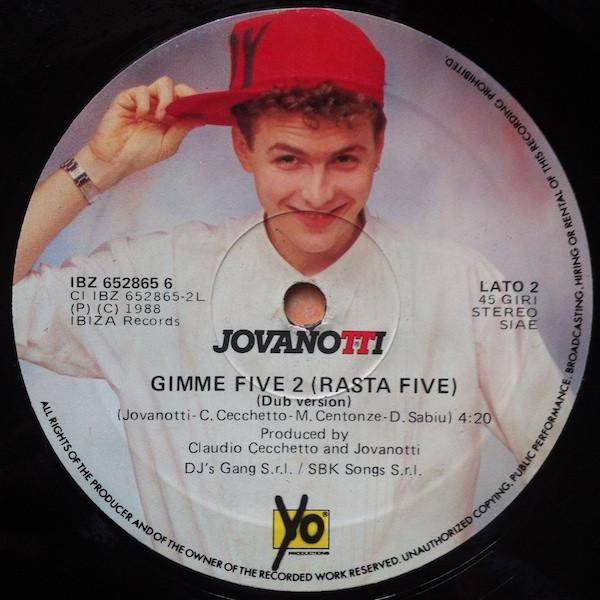 IBZ 652865 6
CI IBZ 652865-2L
(P) (C) 1988
IBIZA Records
LATO 2
45 GIRI
STEREO
SIAE
JOVANOTTI
GIMME FIVE 2 (RASTA FIVE)
(Dub version)
(Jovanotti-C. Cecchetto-M. Centonze-D. Sabiu) 4:20
Produced by
Claudio Cecchetto and Jovanotti
DJ's Gang S.r.l. / SBK Songs S.r.l.
yo®
PRODUCTIONS
ALL RIGHTS OF THE PRODUCER AND OF THE OWNER OF THE RECORDED WORK RESERVED. UNAUTHORIZED COPYING, PUBLIC PERFORMANCE, BROADCASTING, HIRING OR RENTAL OF THIS RECORDING PROHIBITED.